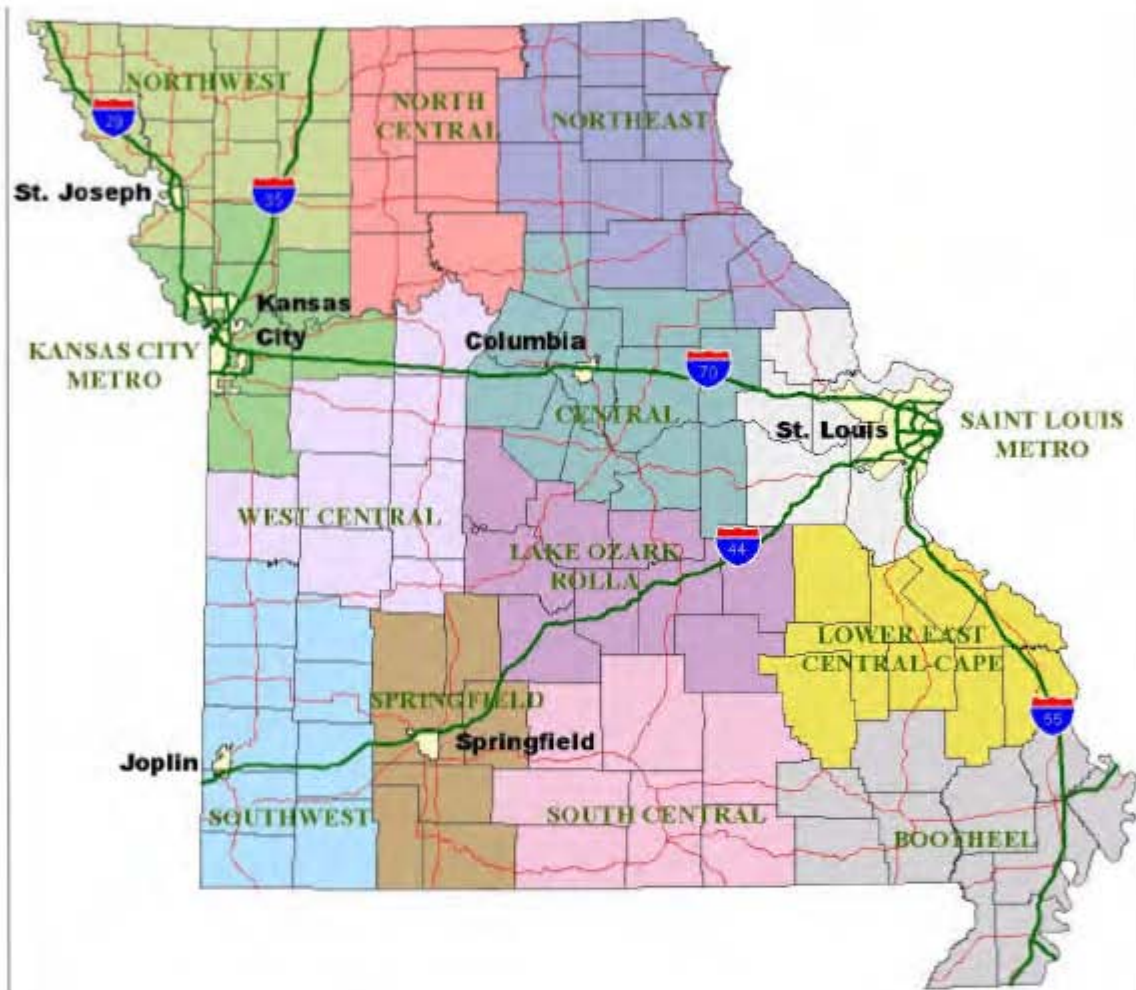 NORTHWEST
NORTH
CENTRAL
NORTHEAST
29
35
St. Joseph
Kansas
City
KANSAS CITY
METRO
Columbia
70
CENTRAL
St. Louis
SAINT LOUIS
METRO
WEST CENTRAL
LAKE OZARK
ROLLA
44
LOWER EAST
CENTRAL-CAPE
SPRINGFIELD
Springfield
55
Joplin
SOUTHWEST
SOUTH CENTRAL
BOOTHEEL